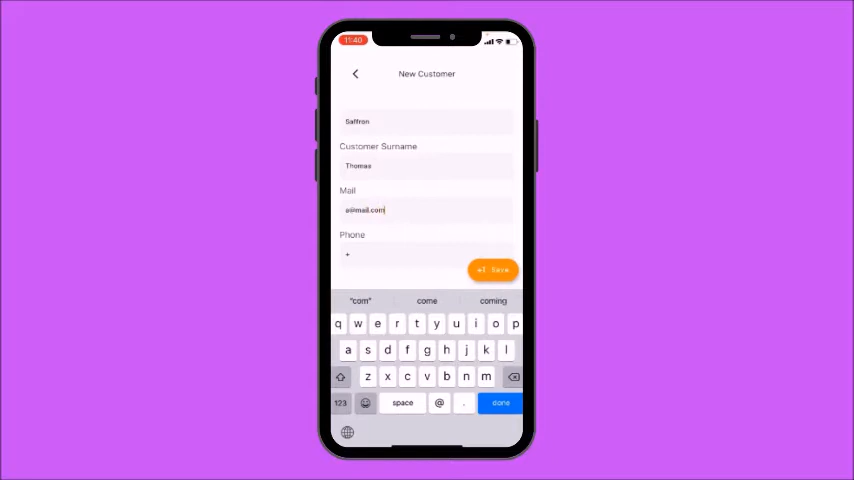 11:40
New Customer
Saffron
Customer Surname
Thomas
Mail
a@mail.com
Phone
+
Save
"com" come coming
q w e r t y u i o p
a s d f g h j k l
z x c v b n m
123 space @ . done